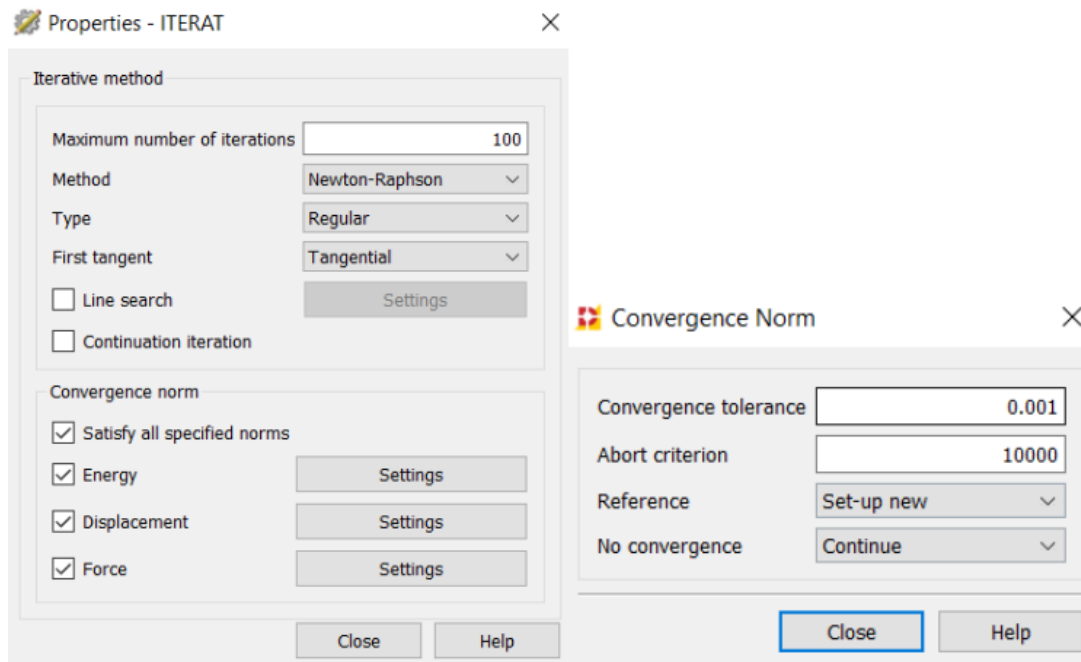 Properties - ITERAT
Iterative method
Maximum number of iterations 100
Method Newton-Raphson
Type Regular
First tangent Tangential
Line search Settings
Continuation iteration
Convergence norm
Satisfy all specified norms
Energy Settings
Displacement Settings
Force Settings
Close Help
Convergence Norm
Convergence tolerance 0.001
Abort criterion 10000
Reference Set-up new
No convergence Continue
Close Help